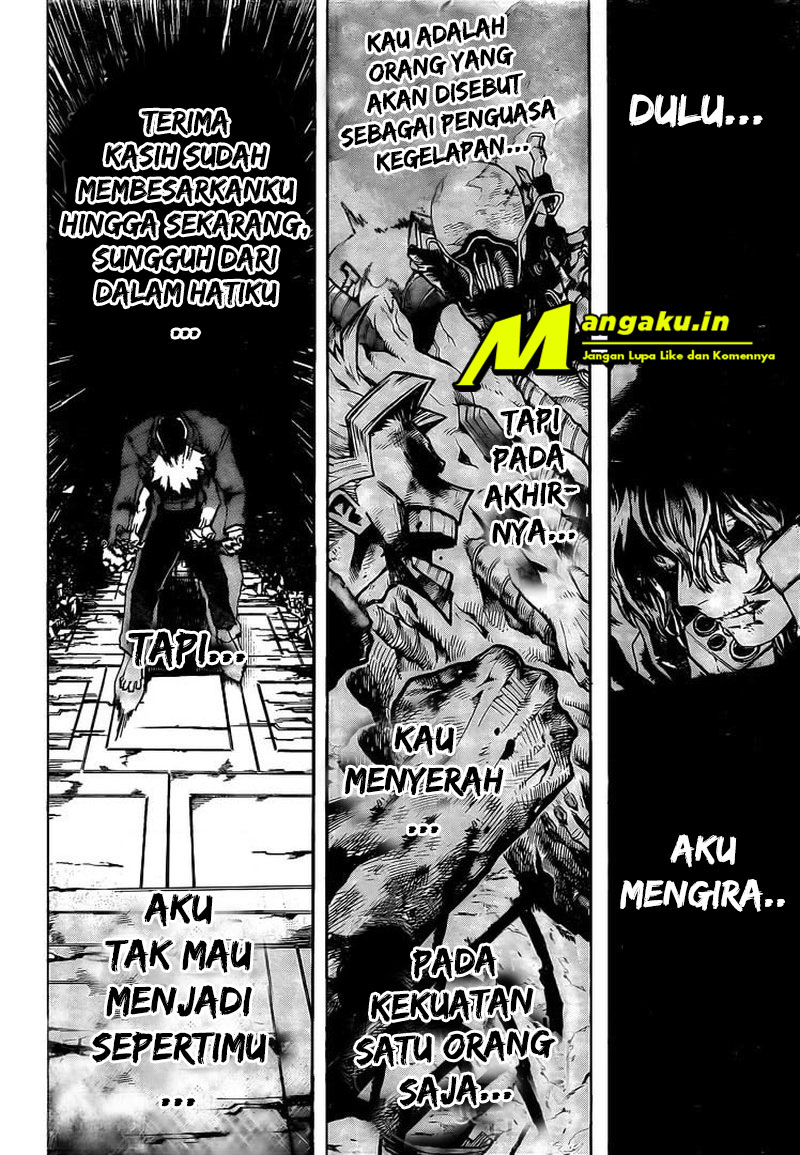 DULU...
AKU
MENGIRA..
KAU ADALAH
ORANG YANG
AKAN DISEBUT
SEBAGAI PENGUASA
KEGELAPAN...
Mangaku.in
Jangan Lupa Like dan Komennya
TAPI
PADA
AKHIR-
NYA...
KAU
MENYERAH
...
PADA
KEKUATAN
SATU ORANG
SAJA...
TERIMA
KASIH SUDAH
MEMBESARKANKU
HINGGA SEKARANG,
SUNGGUH DARI
DALAM HATIKU
...
TAPI...
AKU
TAK MAU
MENJADI
SEPERTIMU
...